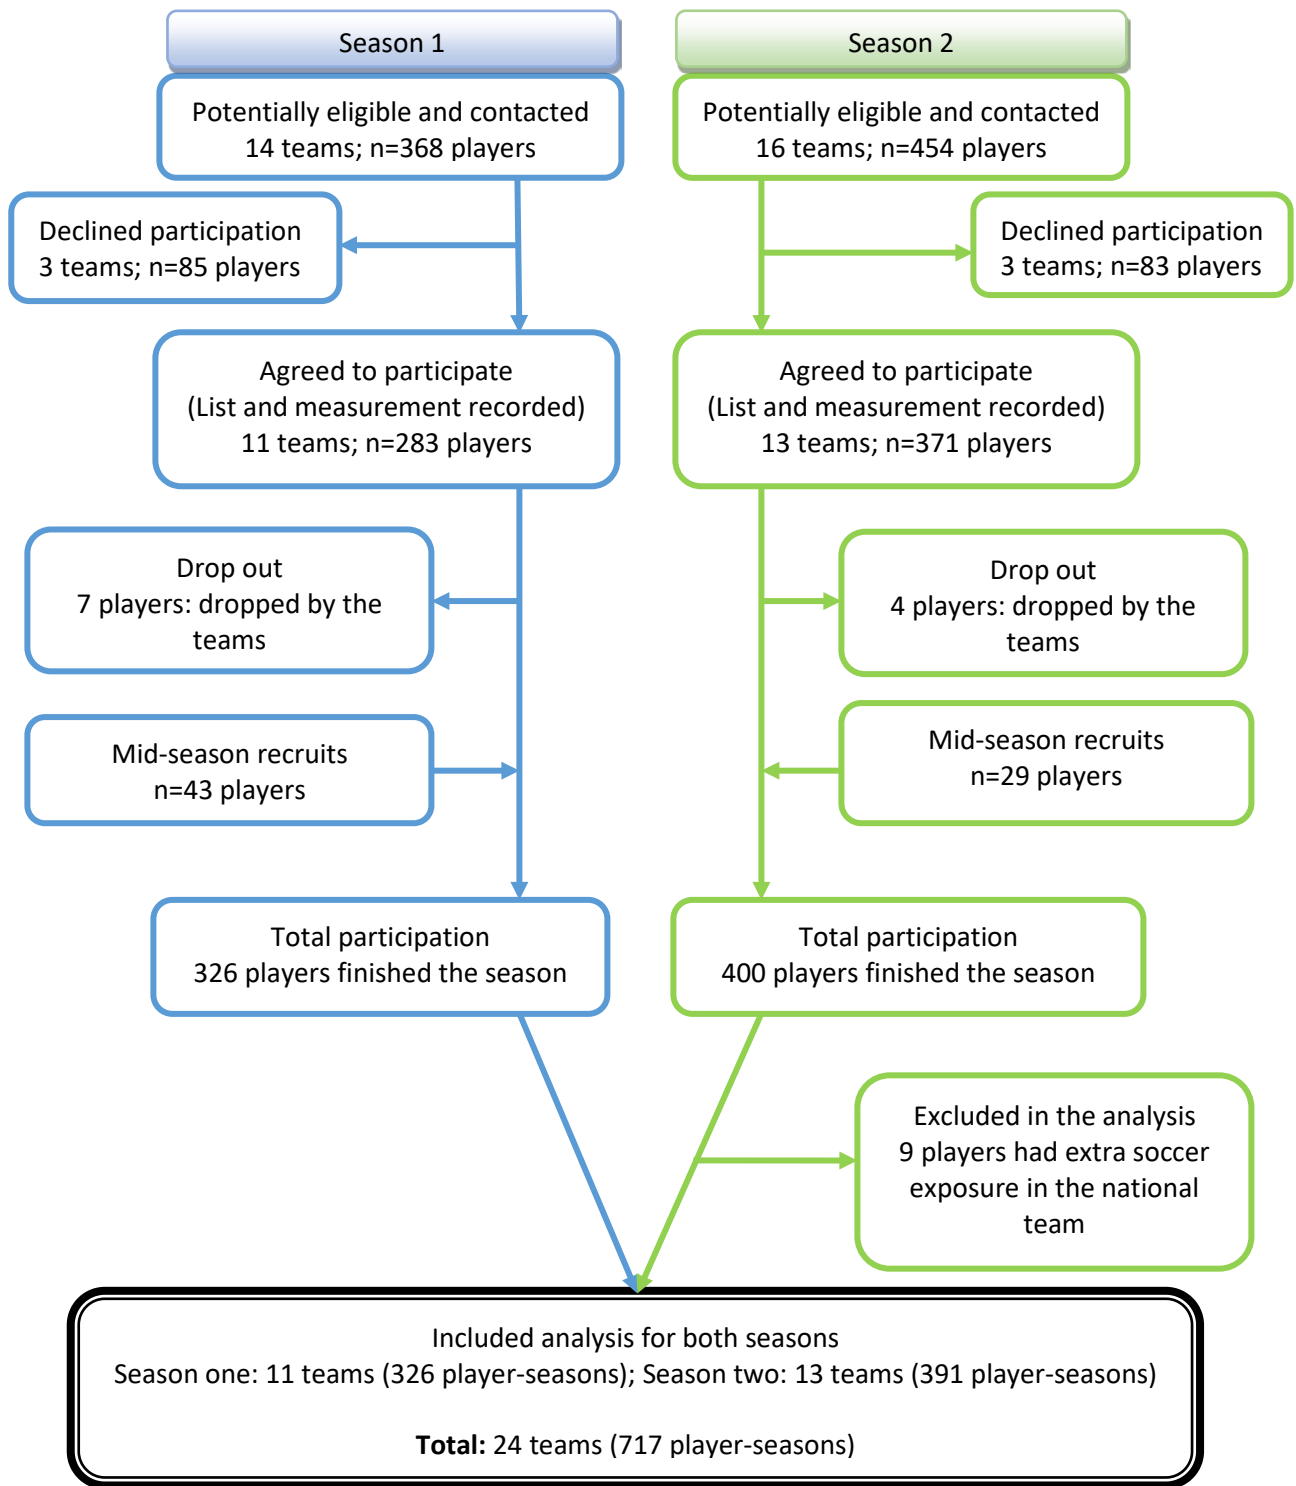 Season 1
Season 2
Potentially eligible and contacted
14 teams; n=368 players
Potentially eligible and contacted
16 teams; n=454 players
Declined participation
3 teams; n=85 players
Declined participation
3 teams; n=83 players
Agreed to participate
(List and measurement recorded)
11 teams; n=283 players
Agreed to participate
(List and measurement recorded)
13 teams; n=371 players
Drop out
7 players: dropped by the
teams
Drop out
4 players: dropped by the
teams
Mid-season recruits
n=43 players
Mid-season recruits
n=29 players
Total participation
326 players finished the season
Total participation
400 players finished the season
Excluded in the analysis
9 players had extra soccer
exposure in the national
team
Included analysis for both seasons
Season one: 11 teams (326 player-seasons); Season two: 13 teams (391 player-seasons)
Total: 24 teams (717 player-seasons)